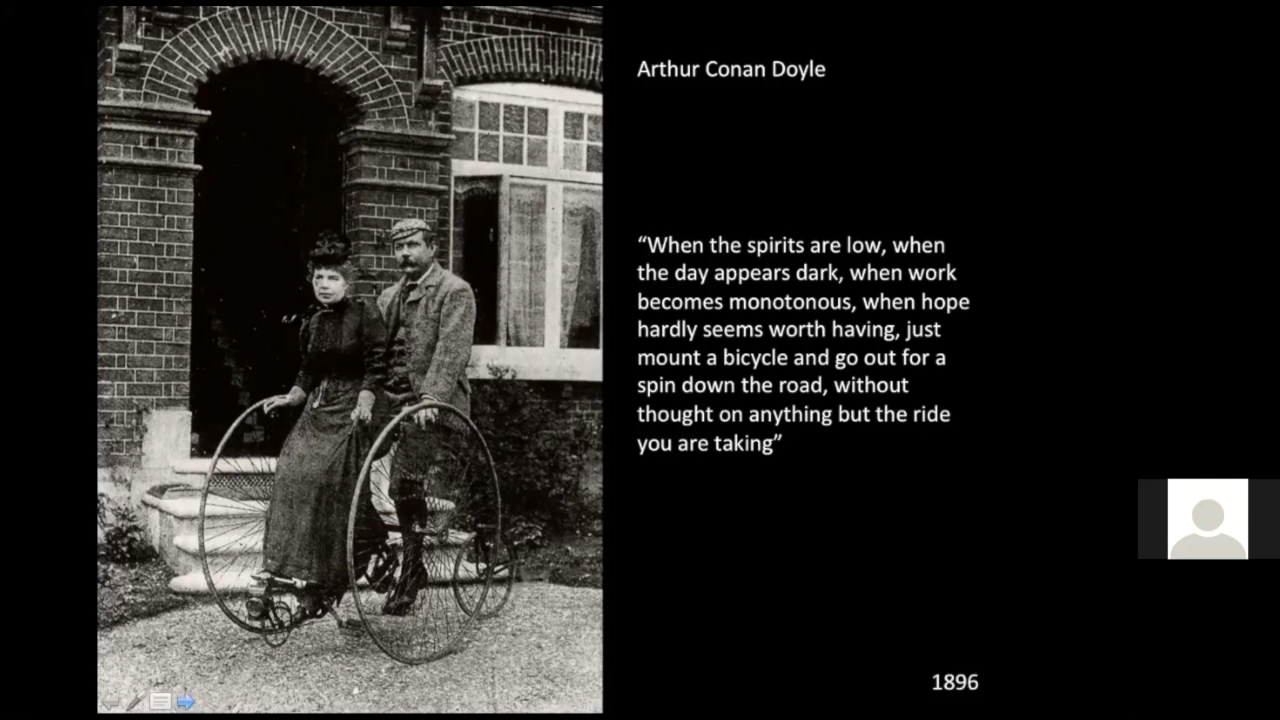 Arthur Conan Doyle
“When the spirits are low, when
the day appears dark, when work
becomes monotonous, when hope
hardly seems worth having, just
mount a bicycle and go out for a
spin down the road, without
thought on anything but the ride
you are taking”
1896